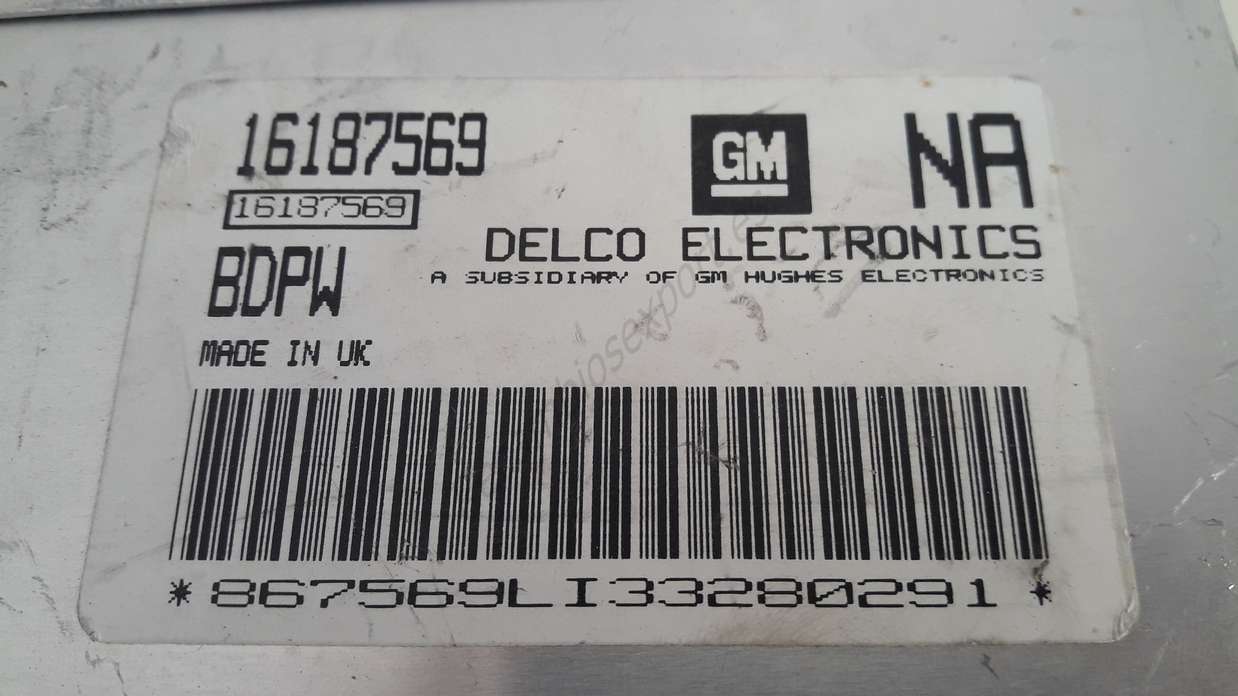 16187569
GM
NA
16187569
DELCO ELECTRONICS
A SUBSIDIARY OF GM HUGHES ELECTRONICS
BDPW
MADE IN UK
*867569LI33280291*